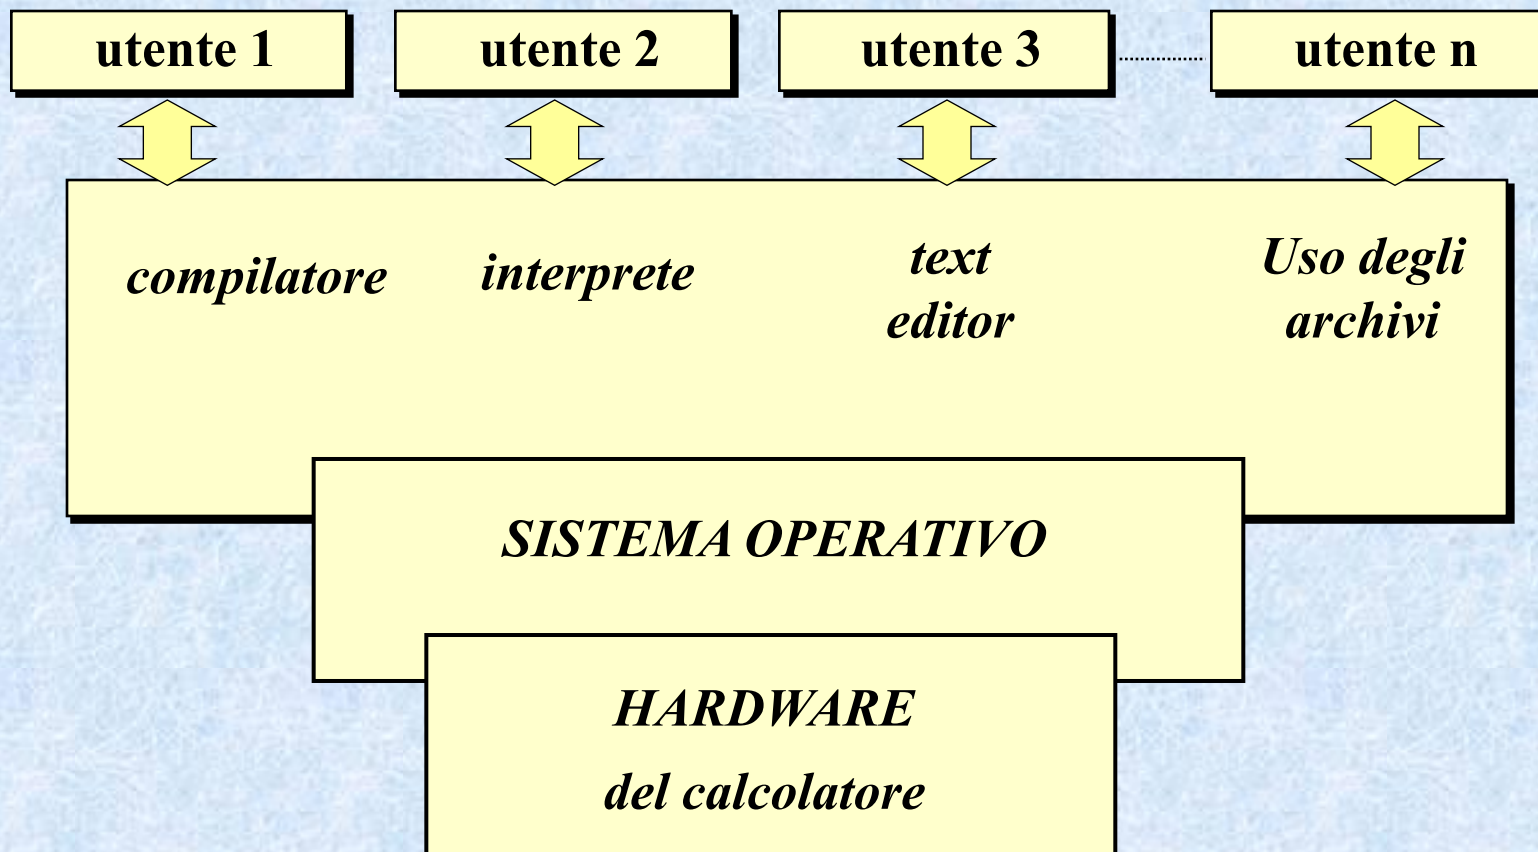 utente 1
utente 2
utente 3
utente n
compilatore
interprete
text
editor
Uso degli
archivi
SISTEMA OPERATIVO
HARDWARE
del calcolatore